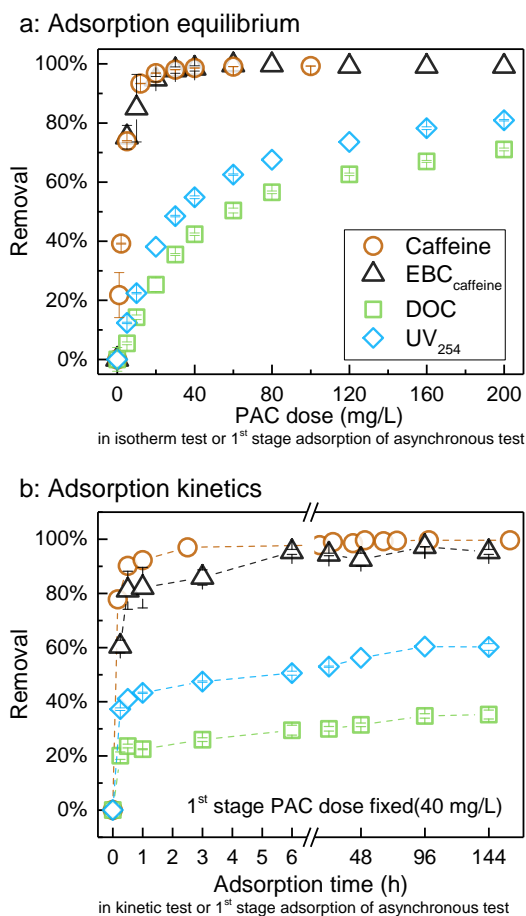 a: Adsorption equilibrium
100%
80%
60%
40%
20%
0%
Removal
Caffeine
EBCcaffeine
DOC
UV254
0 40 80 120 160 200
PAC dose (mg/L)
in isotherm test or 1st stage adsorption of asynchronous test
b: Adsorption kinetics
100%
80%
60%
40%
20%
0%
Removal
1st stage PAC dose fixed(40 mg/L)
0 1 2 3 4 5 6 48 96 144
Adsorption time (h)
in kinetic test or 1st stage adsorption of asynchronous test